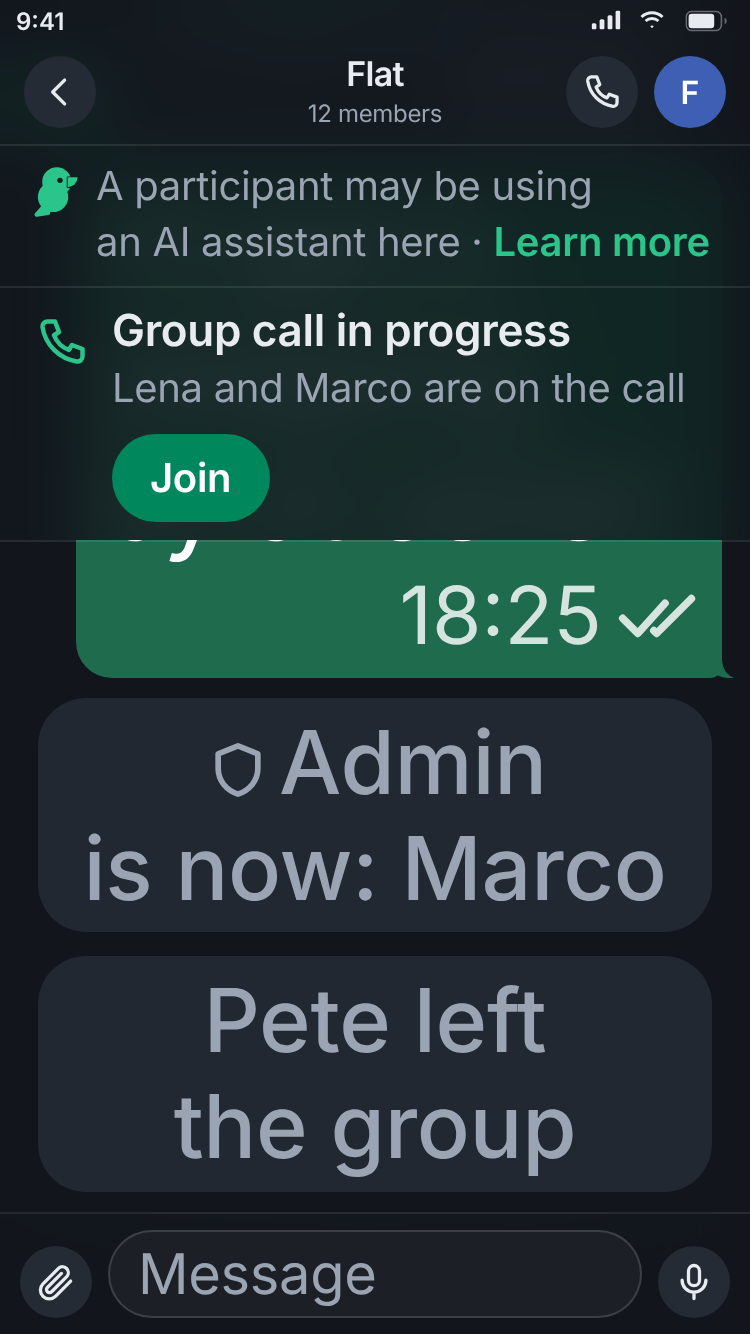 9:41
Flat
12 members
F
A participant may be using
an AI assistant here · Learn more
Group call in progress
Lena and Marco are on the call
Join
18:25
Admin
is now: Marco
Pete left
the group
Message